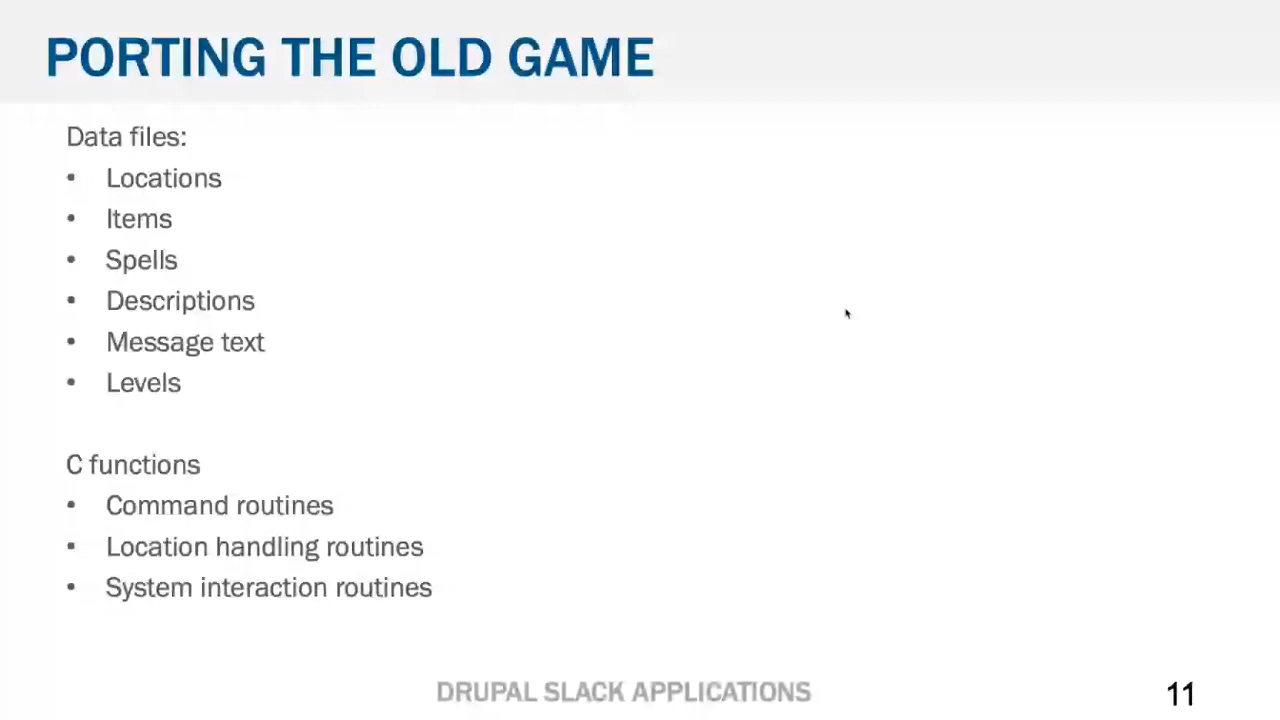 PORTING THE OLD GAME
Data files:
• Locations
• Items
• Spells
• Descriptions
• Message text
• Levels
C functions
• Command routines
• Location handling routines
• System interaction routines
DRUPAL SLACK APPLICATIONS
11